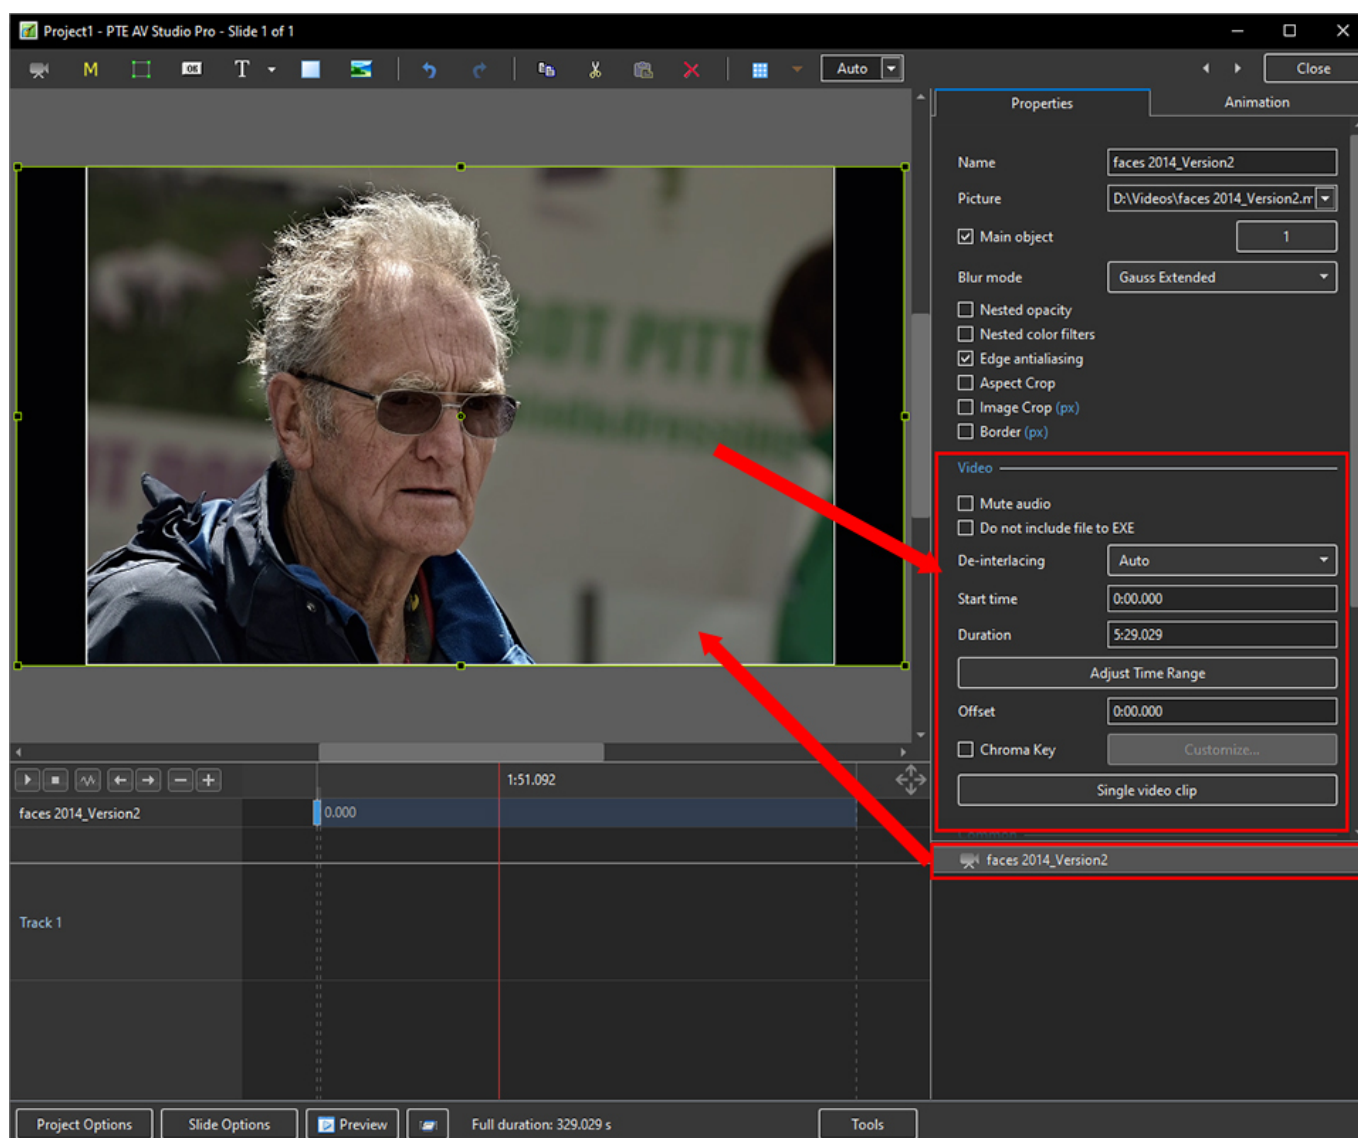 Project1 - PTE AV Studio Pro - Slide 1 of 1
M OK T Auto Close
Properties Animation
Name faces 2014_Version2
Picture D:\Videos\faces 2014_Version2.m
Main object 1
Blur mode Gauss Extended
Nested opacity
Nested color filters
Edge antialiasing
Aspect Crop
Image Crop (px)
Border (px)
Video
Mute audio
Do not include file to EXE
De-interlacing Auto
Start time 0:00.000
Duration 5:29.029
Adjust Time Range
Offset 0:00.000
Chroma Key Customize...
Single video clip
Common
faces 2014_Version2
1:51.092
faces 2014_Version2 0.000
Track 1
Project Options Slide Options Preview Full duration: 329.029 s Tools